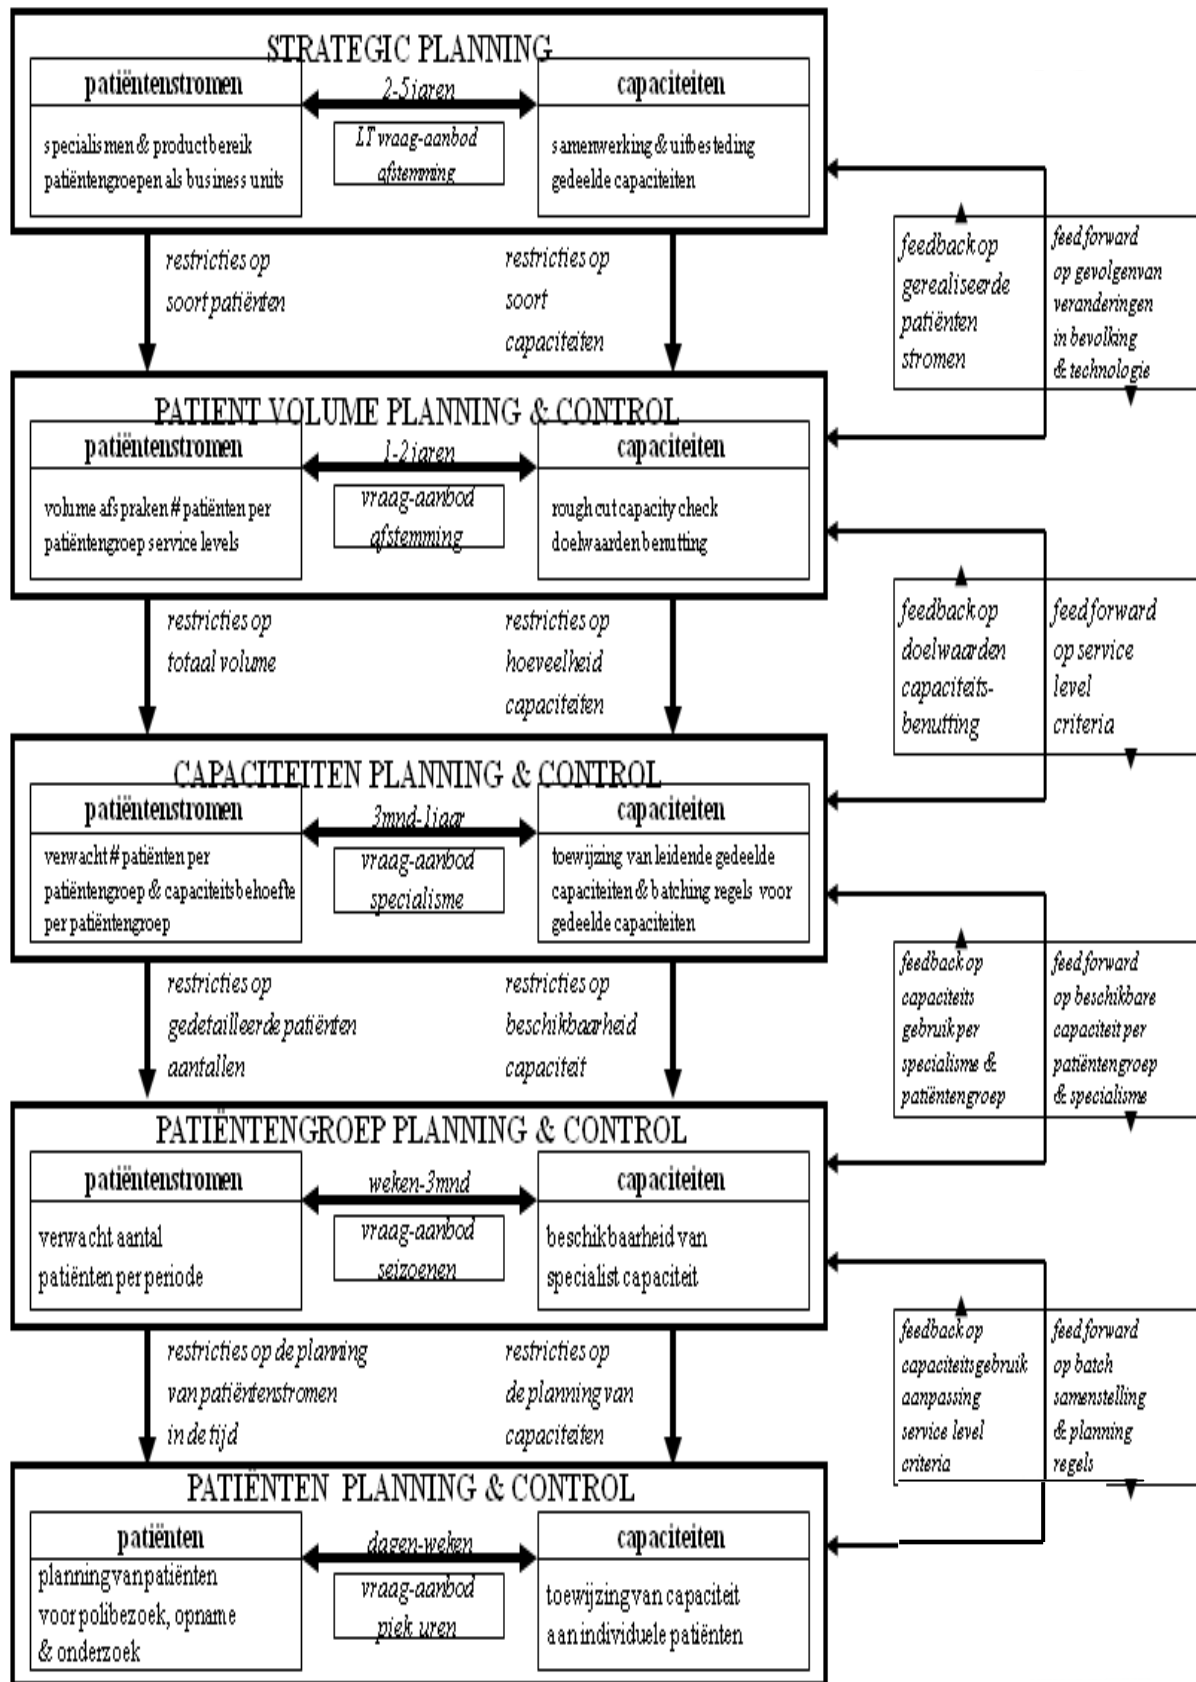 STRATEGIC PLANNING
patiëntenstromen
specialismen & product bereik
patiëntengroepen als business units
2-5 jaren
LT vraag-aanbod
afstemming
capaciteiten
samenwerking & uitbesteding
gedeelde capaciteiten
restricties op
soort patiënten
restricties op
soort
capaciteiten
feedback op
gerealiseerde
patiënten
stromen
feed forward
op gevolgen van
veranderingen
in bevolking
& technologie
PATIENT VOLUME PLANNING & CONTROL
patiëntenstromen
volume afspraken # patiënten per
patiëntengroep service levels
1-2 jaren
vraag-aanbod
afstemming
capaciteiten
rough cut capacity check
doelwaarden benutting
restricties op
totaal volume
restricties op
hoeveelheid
capaciteiten
feedback op
doelwaarden
capaciteits-
benutting
feed forward
op service
level
criteria
CAPACITEITEN PLANNING & CONTROL
patiëntenstromen
verwacht # patiënten per
patiëntengroep & capaciteitsbehoefte
per patiëntengroep
3mnd-1jaar
vraag-aanbod
specialisme
capaciteiten
toewijzing van leidende gedeelde
capaciteiten & batching regels voor
gedeelde capaciteiten
restricties op
gedetailleerde patiënten
aantallen
restricties op
beschikbaarheid
capaciteit
feedback op
capaciteits
gebruik per
specialisme &
patiëntengroep
feed forward
op beschikbare
capaciteit per
patiëntengroep
& specialisme
PATIËNTENGROEP PLANNING & CONTROL
patiëntenstromen
verwacht aantal
patiënten per periode
weken-3mnd
vraag-aanbod
seizoenen
capaciteiten
beschikbaarheid van
specialist capaciteit
restricties op de planning
van patiëntenstromen
in de tijd
restricties op
de planning van
capaciteiten
feedback op
capaciteitsgebruik
aanpassing
service level
criteria
feed forward
op batch
samenstelling
& planning
regels
PATIËNTEN PLANNING & CONTROL
patiënten
planning van patiënten
voor polibezoek, opname
& onderzoek
dagen-weken
vraag-aanbod
piek uren
capaciteiten
toewijzing van capaciteit
aan individuele patiënten